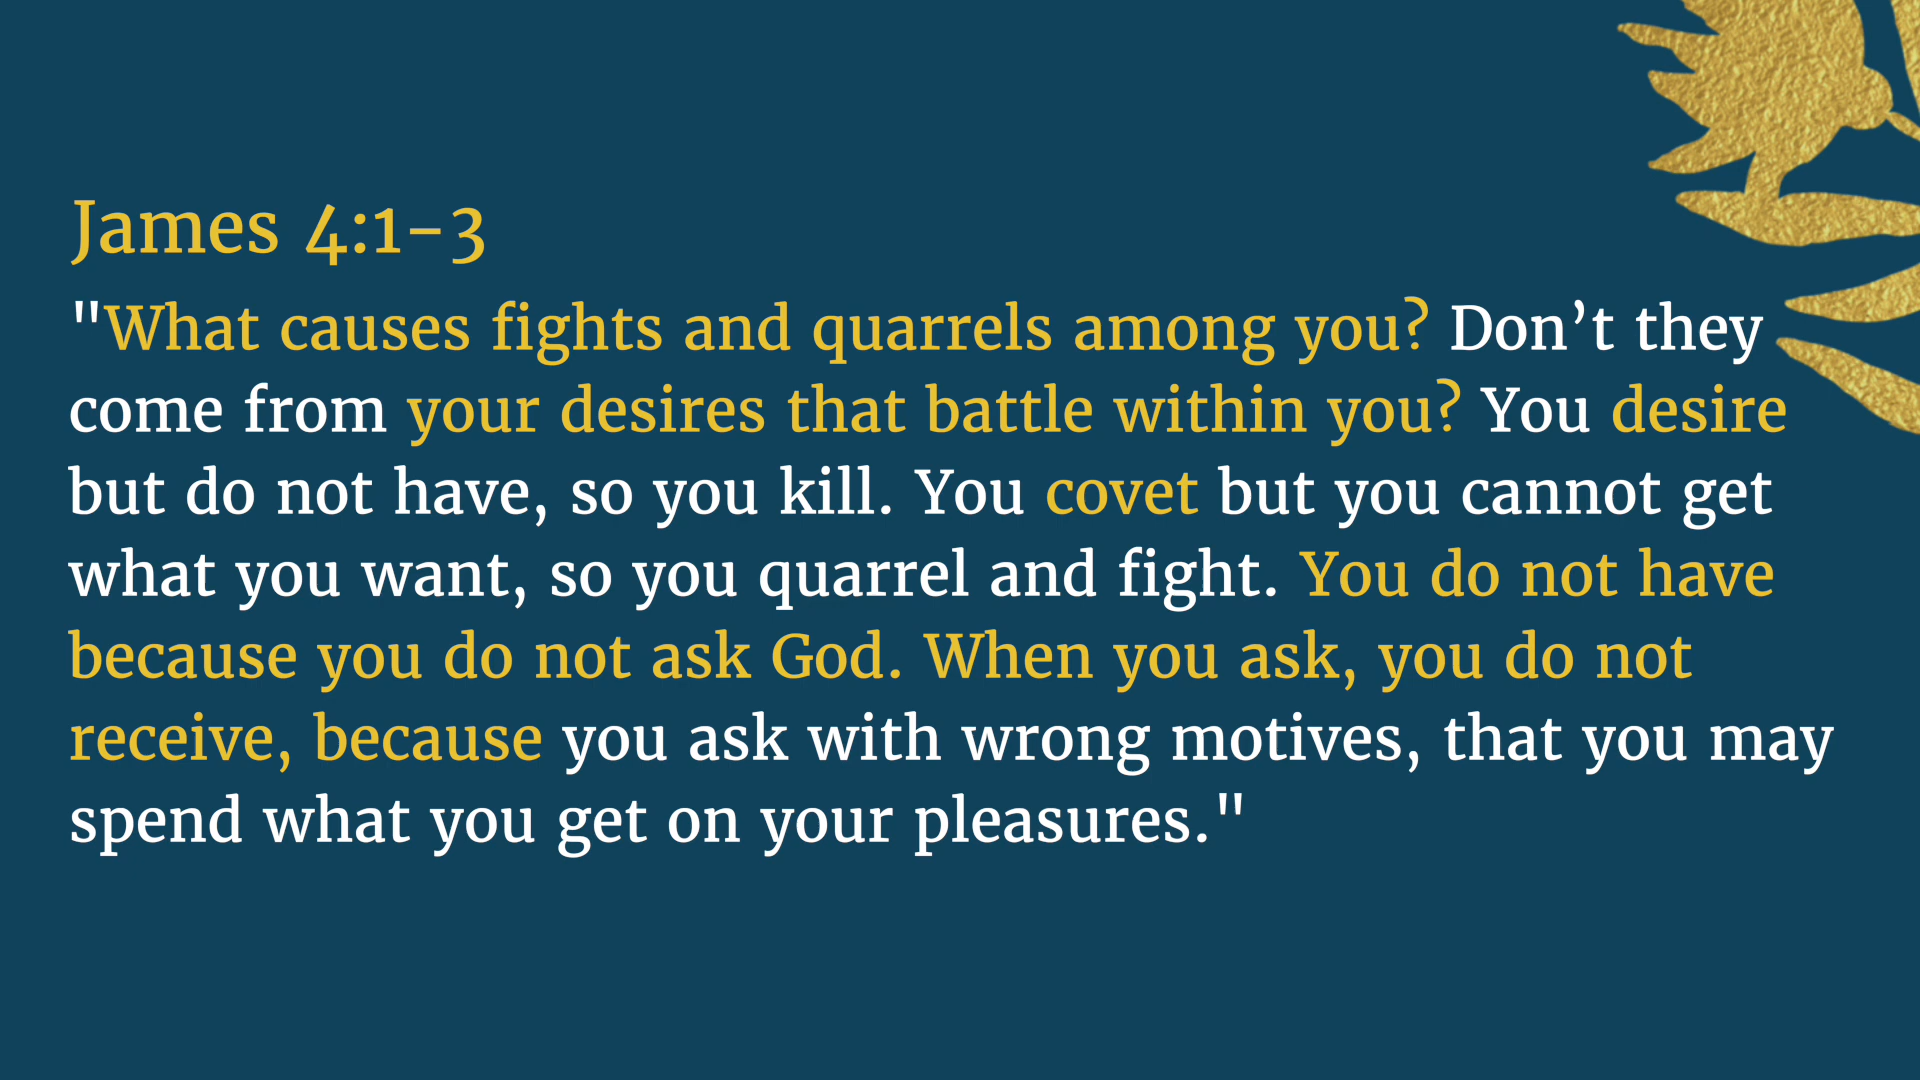 James 4:1-3
"What causes fights and quarrels among you? Don’t they
come from your desires that battle within you? You desire
but do not have, so you kill. You covet but you cannot get
what you want, so you quarrel and fight. You do not have
because you do not ask God. When you ask, you do not
receive, because you ask with wrong motives, that you may
spend what you get on your pleasures."